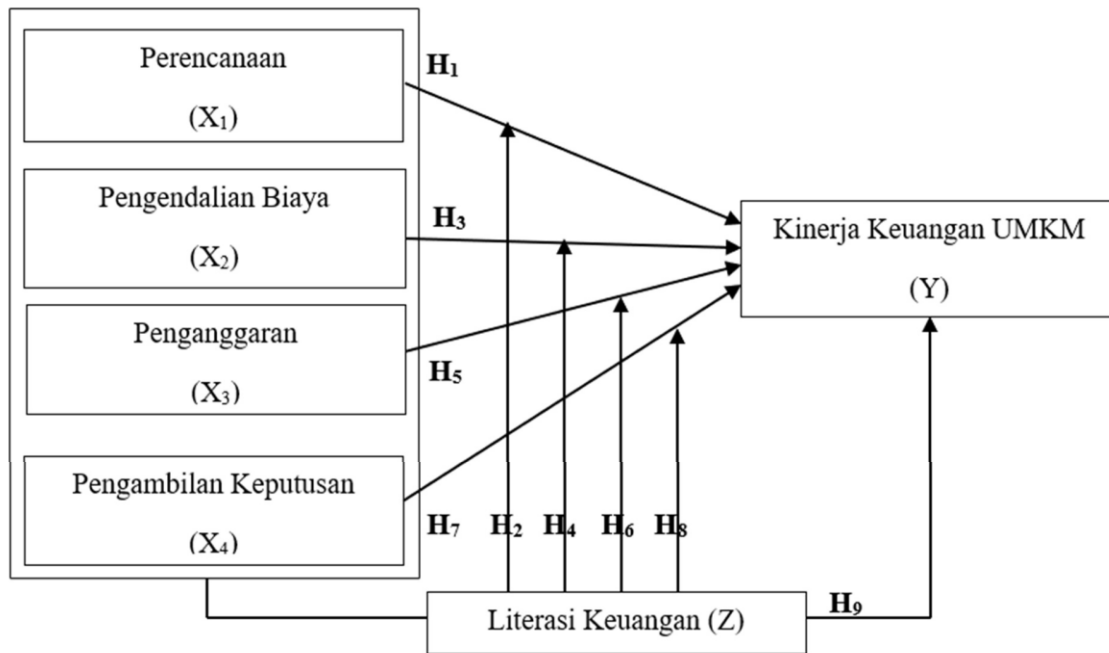 Perencanaan
(X₁)
H₁
Pengendalian Biaya
(X₂)
H₃
Kinerja Keuangan UMKM
(Y)
Penganggaran
(X₃)
H₅
Pengambilan Keputusan
(X₄)
H₇ H₂ H₄ H₆ H₈
Literasi Keuangan (Z)
H₉